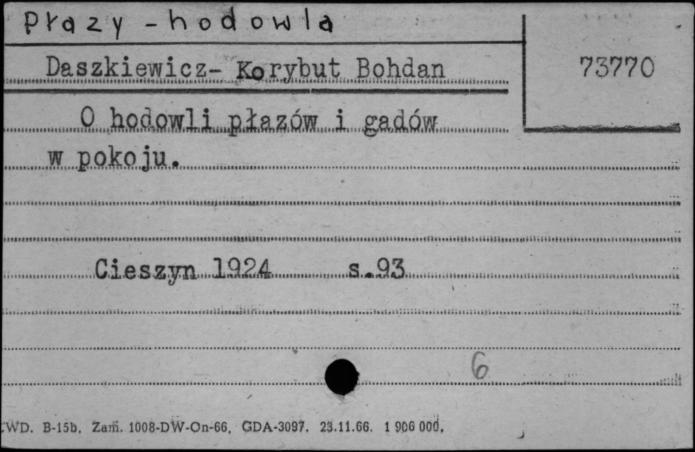 Płazy - hodowla
Daszkiewicz- Korybut Bohdan
73770
O hodowli płazów i gadów
w pokoju.
Cieszyn 1924 s.93
6
CWD. B-15b, Zam. 1008-DW-On-66, GDA-3097. 23.11.66. 1 906 000.